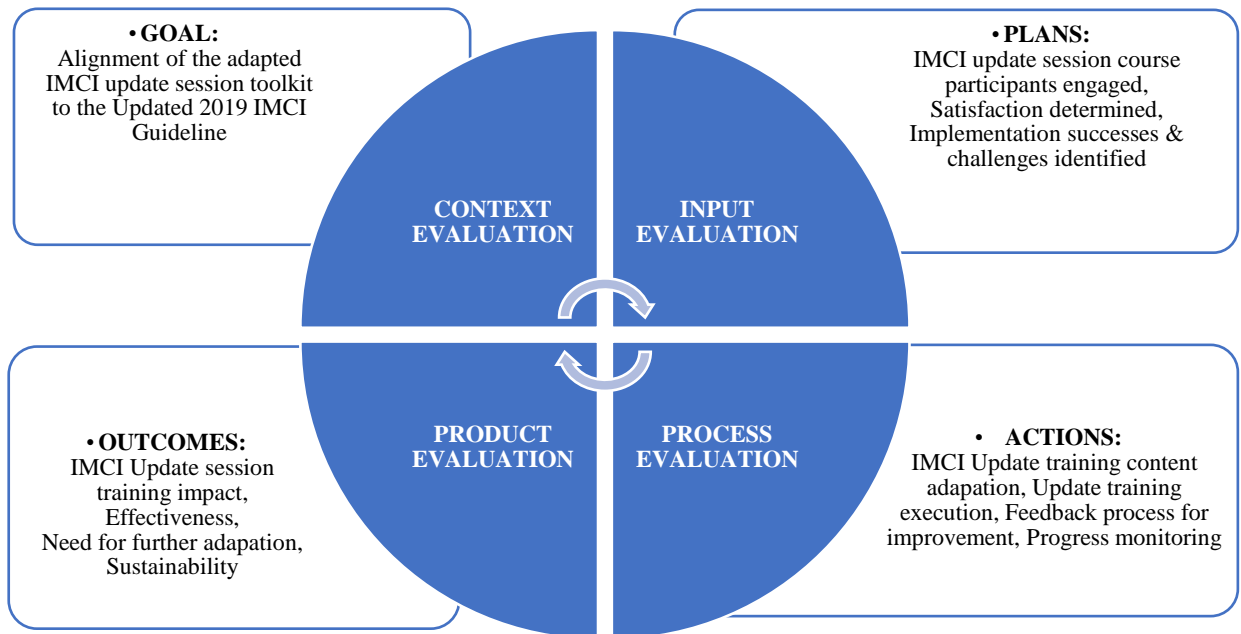 • GOAL:
Alignment of the adapted
IMCI update session toolkit
to the Updated 2019 IMCI
Guideline
• PLANS:
IMCI update session course
participants engaged,
Satisfaction determined,
Implementation successes &
challenges identified
CONTEXT
EVALUATION
INPUT
EVALUATION
PRODUCT
EVALUATION
PROCESS
EVALUATION
• OUTCOMES:
IMCI Update session
training impact,
Effectiveness,
Need for further adapation,
Sustainability
• ACTIONS:
IMCI Update training content
adapation, Update training
execution, Feedback process for
improvement, Progress monitoring